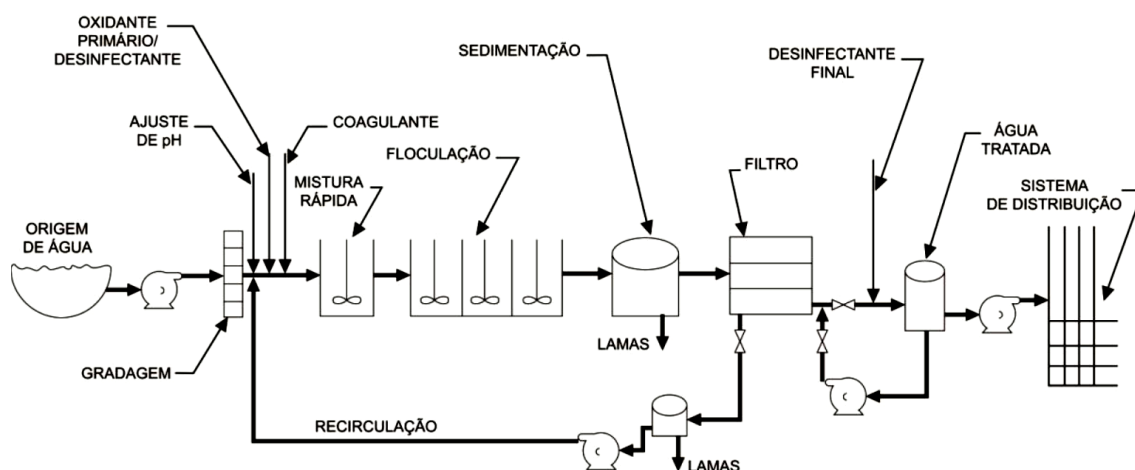 OXIDANTE
PRIMÁRIO/
DESINFECTANTE
AJUSTE
DE pH
COAGULANTE
MISTURA
RÁPIDA
FLOCULAÇÃO
SEDIMENTAÇÃO
FILTRO
DESINFECTANTE
FINAL
ÁGUA
TRATADA
SISTEMA
DE DISTRIBUIÇÃO
ORIGEM
DE ÁGUA
GRADAGEM
LAMAS
RECIRCULAÇÃO
LAMAS